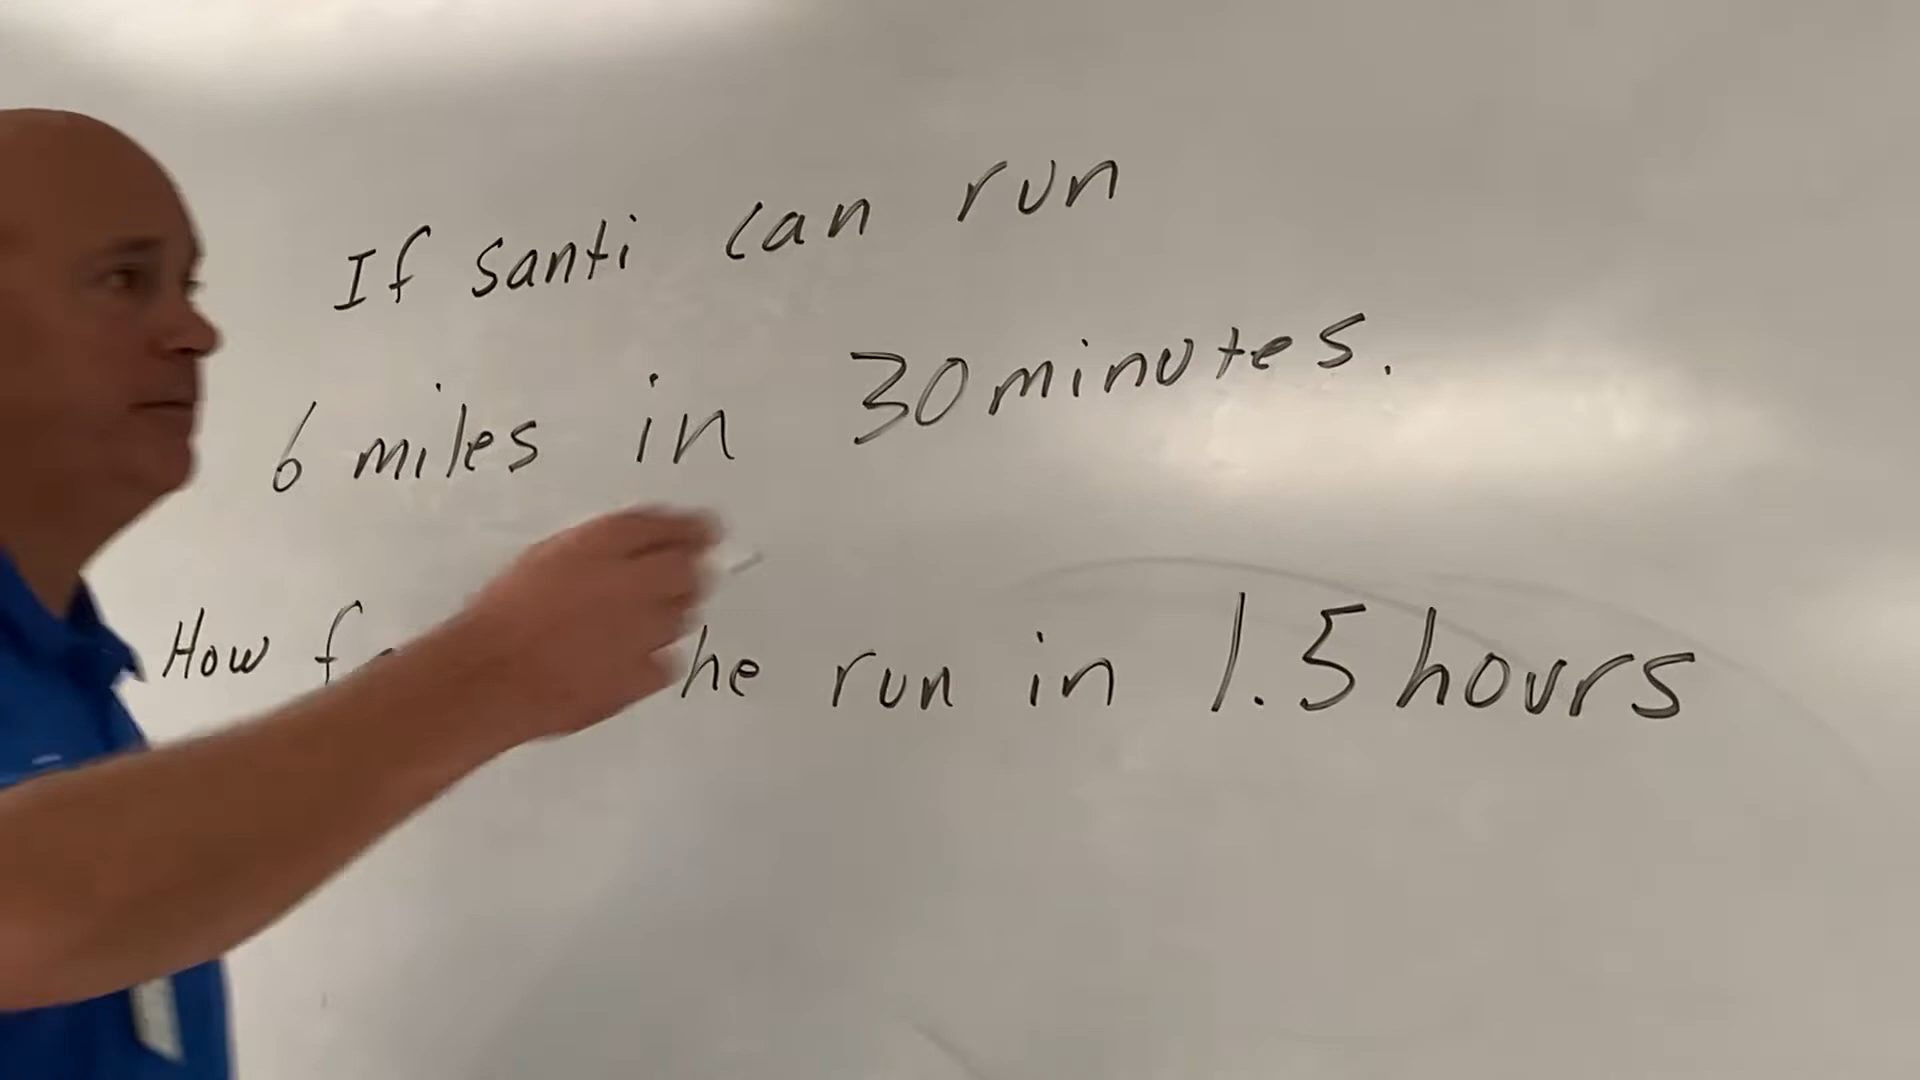 If Santi can run
6 miles in 30 minutes.
How he run in 1.5 hours